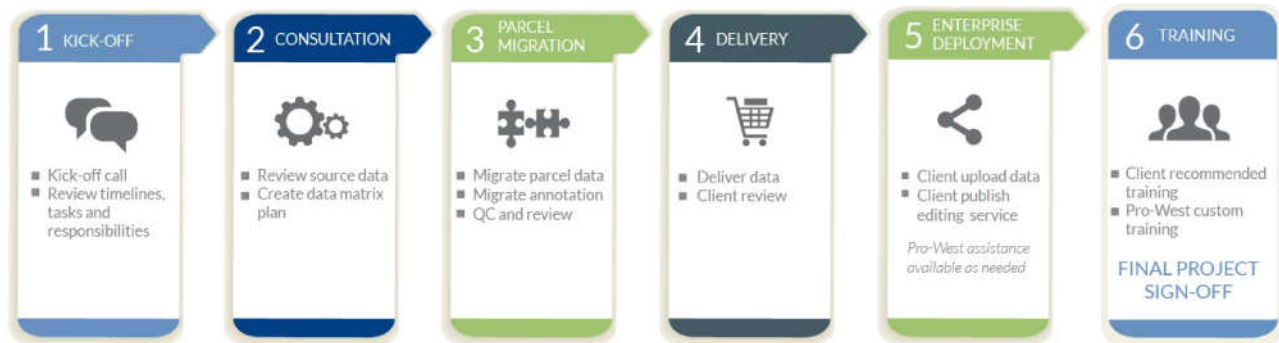 1 KICK-OFF
Kick-off call
Review timelines,
tasks and
responsibilities
2 CONSULTATION
Review source data
Create data matrix
plan
3 PARCEL
MIGRATION
Migrate parcel data
Migrate annotation
QC and review
4 DELIVERY
Deliver data
Client review
5 ENTERPRISE
DEPLOYMENT
Client upload data
Client publish
editing service
Pro-West assistance
available as needed
6 TRAINING
Client recommended
training
Pro-West custom
training
FINAL PROJECT
SIGN-OFF